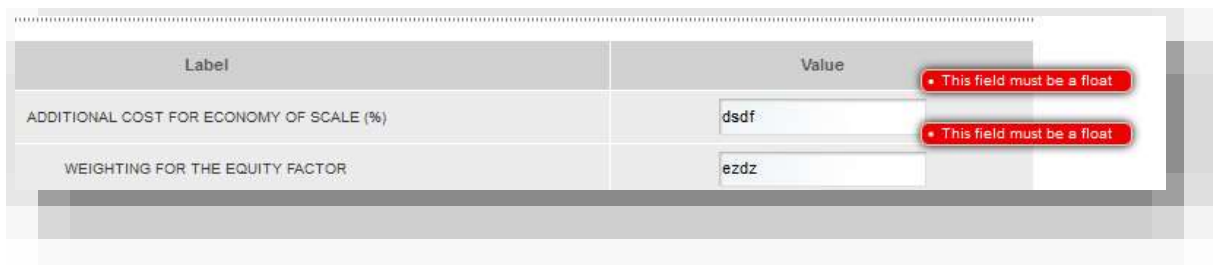 Label Value
• This field must be a float
ADDITIONAL COST FOR ECONOMY OF SCALE (%) dsdf
• This field must be a float
WEIGHTING FOR THE EQUITY FACTOR ezdz